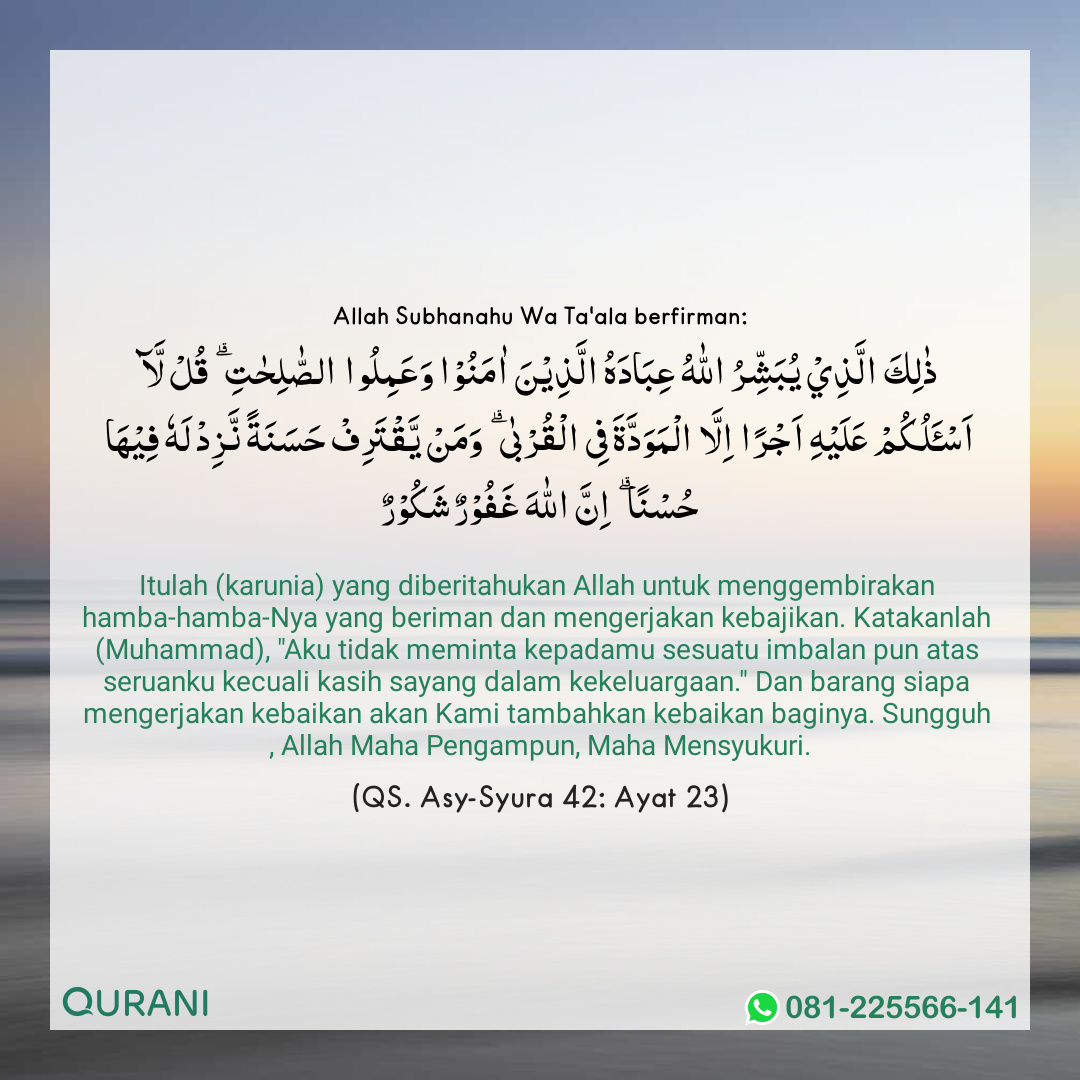 Allah Subhanahu Wa Ta'ala berfirman:
ذٰلِكَ الَّذِيْ يُبَشِّرُ اللّٰهُ عِبَادَهُ الَّذِيْنَ اٰمَنُوْا وَعَمِلُوا الصّٰلِحٰتِ ۗ قُلْ لَّآ
اَسْـَٔلُكُمْ عَلَيْهِ اَجْرًا اِلَّا الْمَوَدَّةَ فِى الْقُرْبٰى ۗ وَمَنْ يَّقْتَرِفْ حَسَنَةً نَّزِدْ لَهٗ فِيْهَا
حُسْنًا ۗ اِنَّ اللّٰهَ غَفُوْرٌ شَكُوْرٌ
Itulah (karunia) yang diberitahukan Allah untuk menggembirakan
hamba-hamba-Nya yang beriman dan mengerjakan kebajikan. Katakanlah
(Muhammad), "Aku tidak meminta kepadamu sesuatu imbalan pun atas
seruanku kecuali kasih sayang dalam kekeluargaan." Dan barang siapa
mengerjakan kebaikan akan Kami tambahkan kebaikan baginya. Sungguh
, Allah Maha Pengampun, Maha Mensyukuri.
(QS. Asy-Syura 42: Ayat 23)
QURANI
081-225566-141